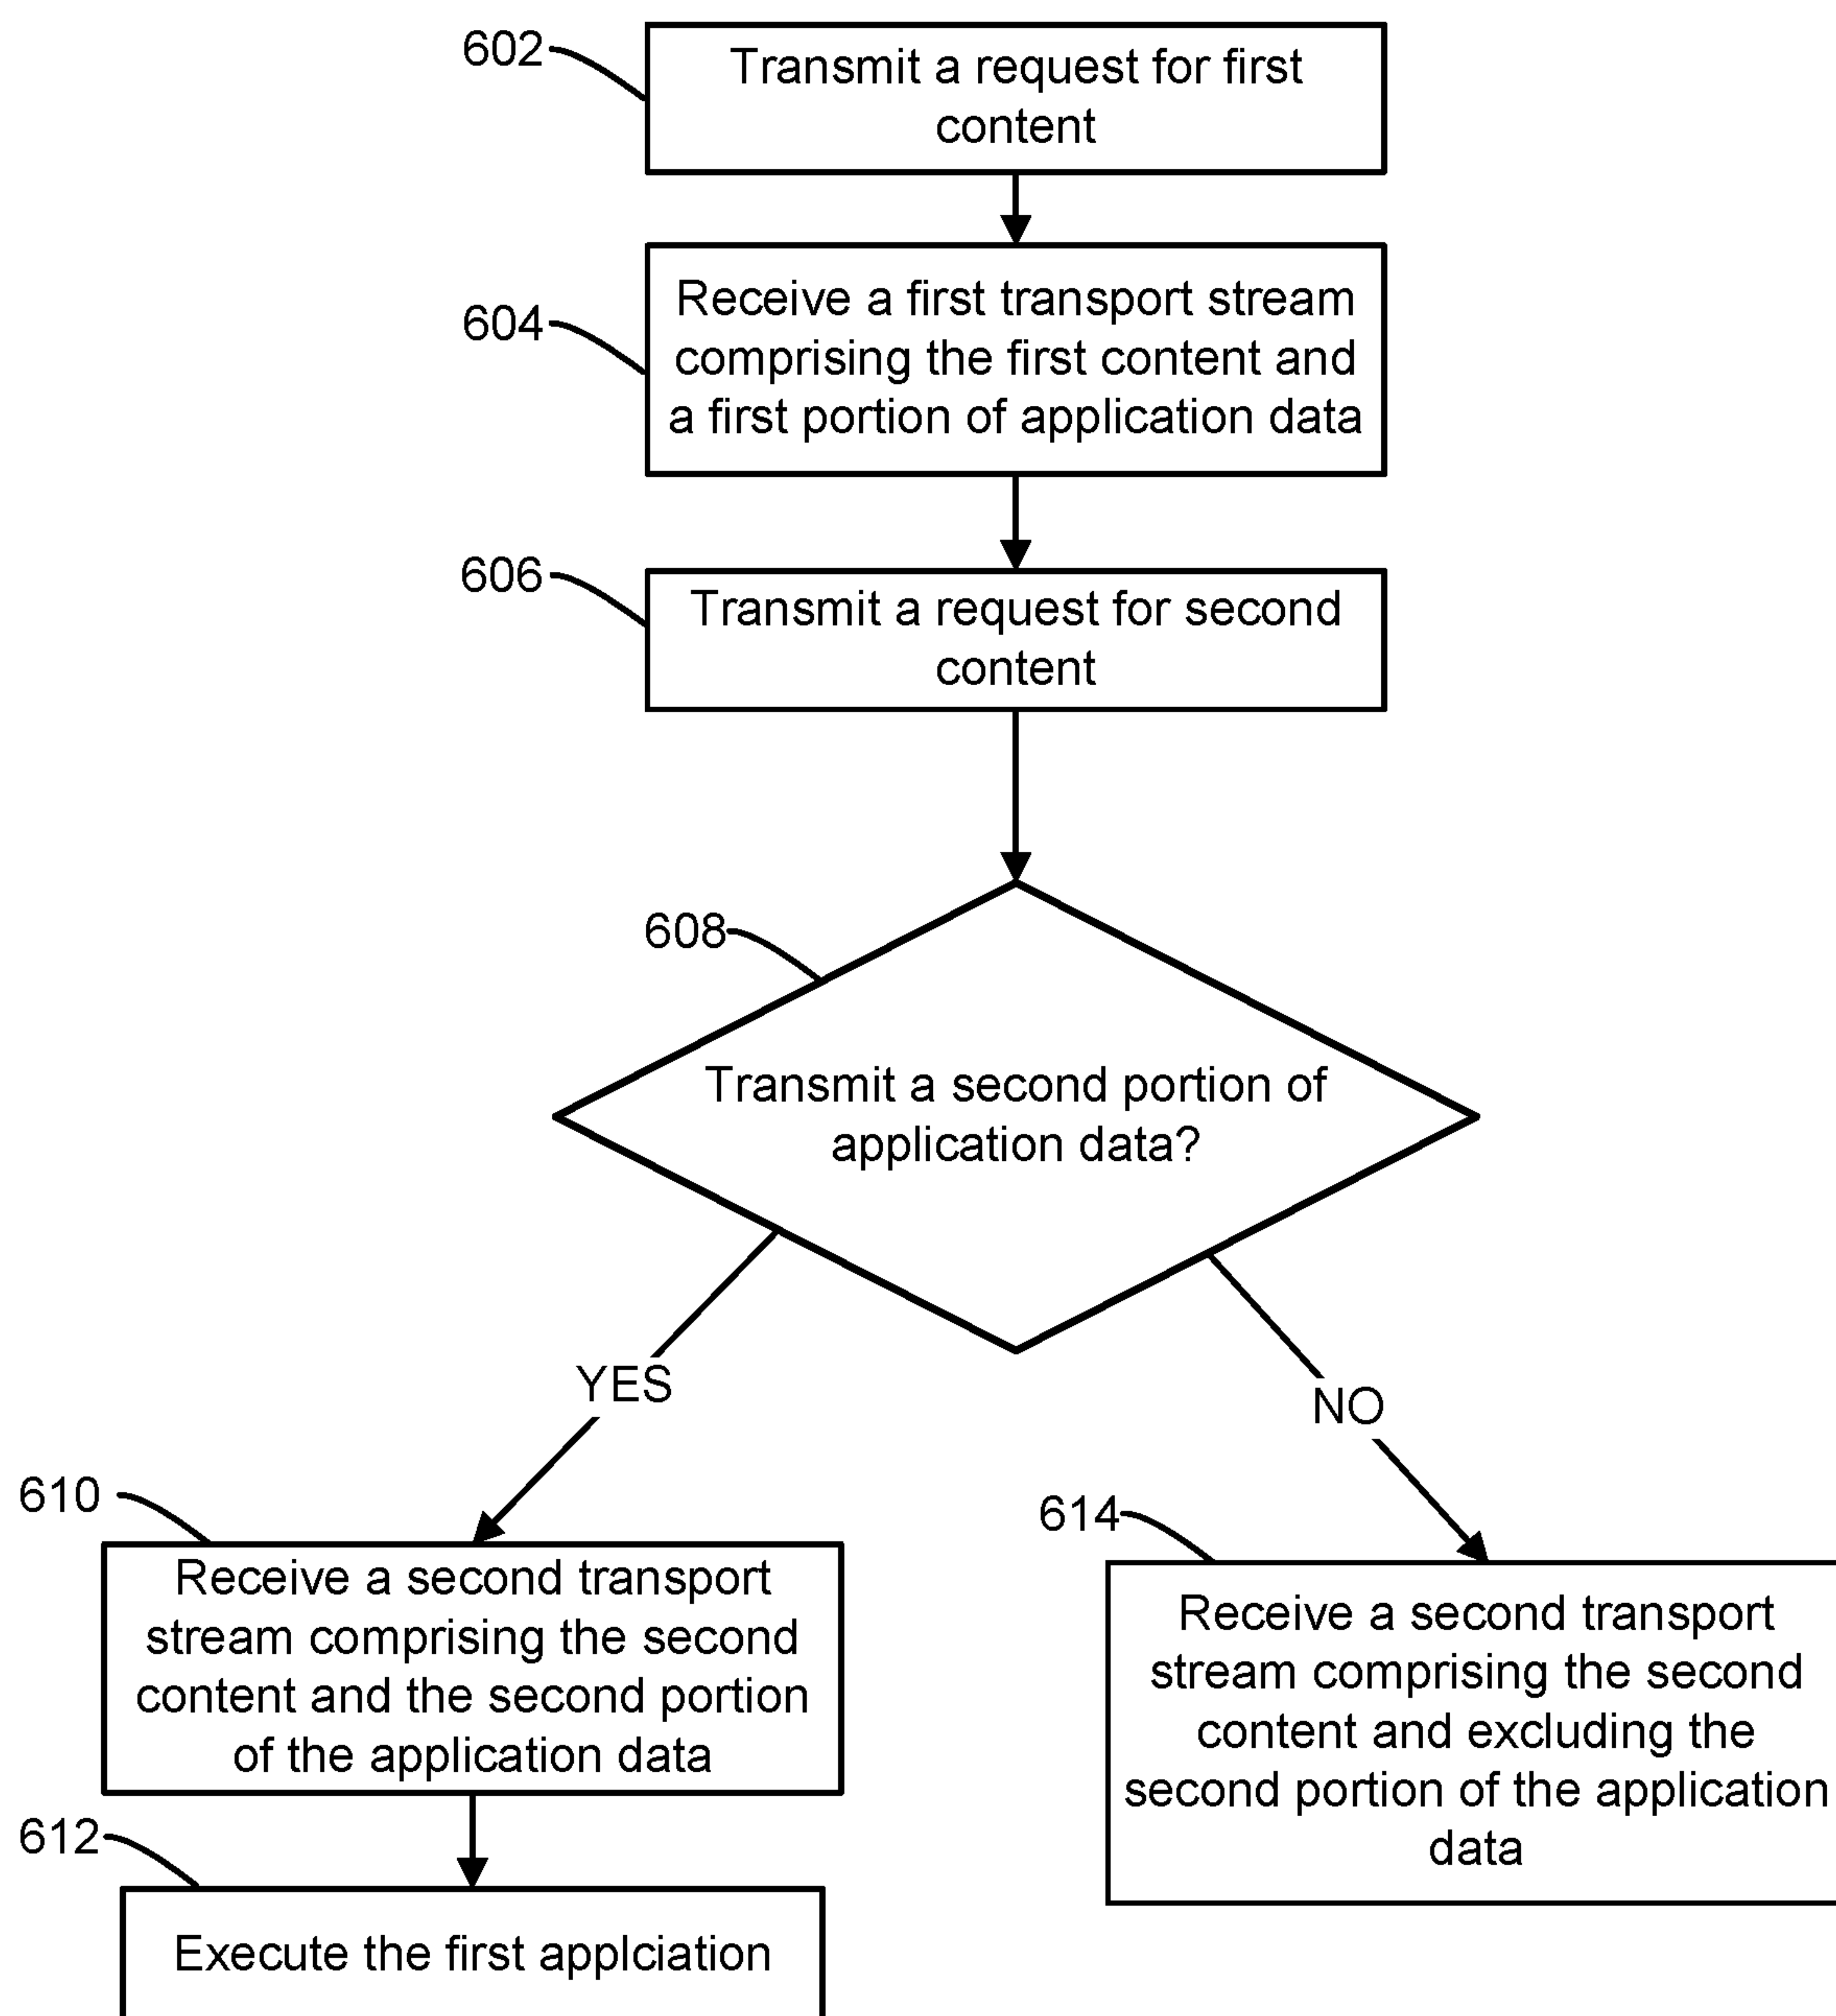 602
Transmit a request for first
content
604
Receive a first transport stream
comprising the first content and
a first portion of application data
606
Transmit a request for second
content
608
Transmit a second portion of
application data?
YES
NO
610
Receive a second transport
stream comprising the second
content and the second portion
of the application data
614
Receive a second transport
stream comprising the second
content and excluding the
second portion of the application
data
612
Execute the first applciation